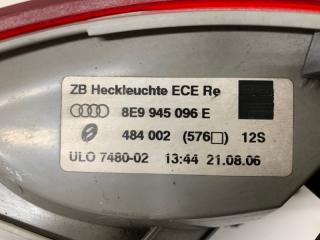 ZB Heckleuchte ECE Re
8E9 945 096 E
484 002 (576□) 12S
ULO 7480-02 13:44 21.08.06